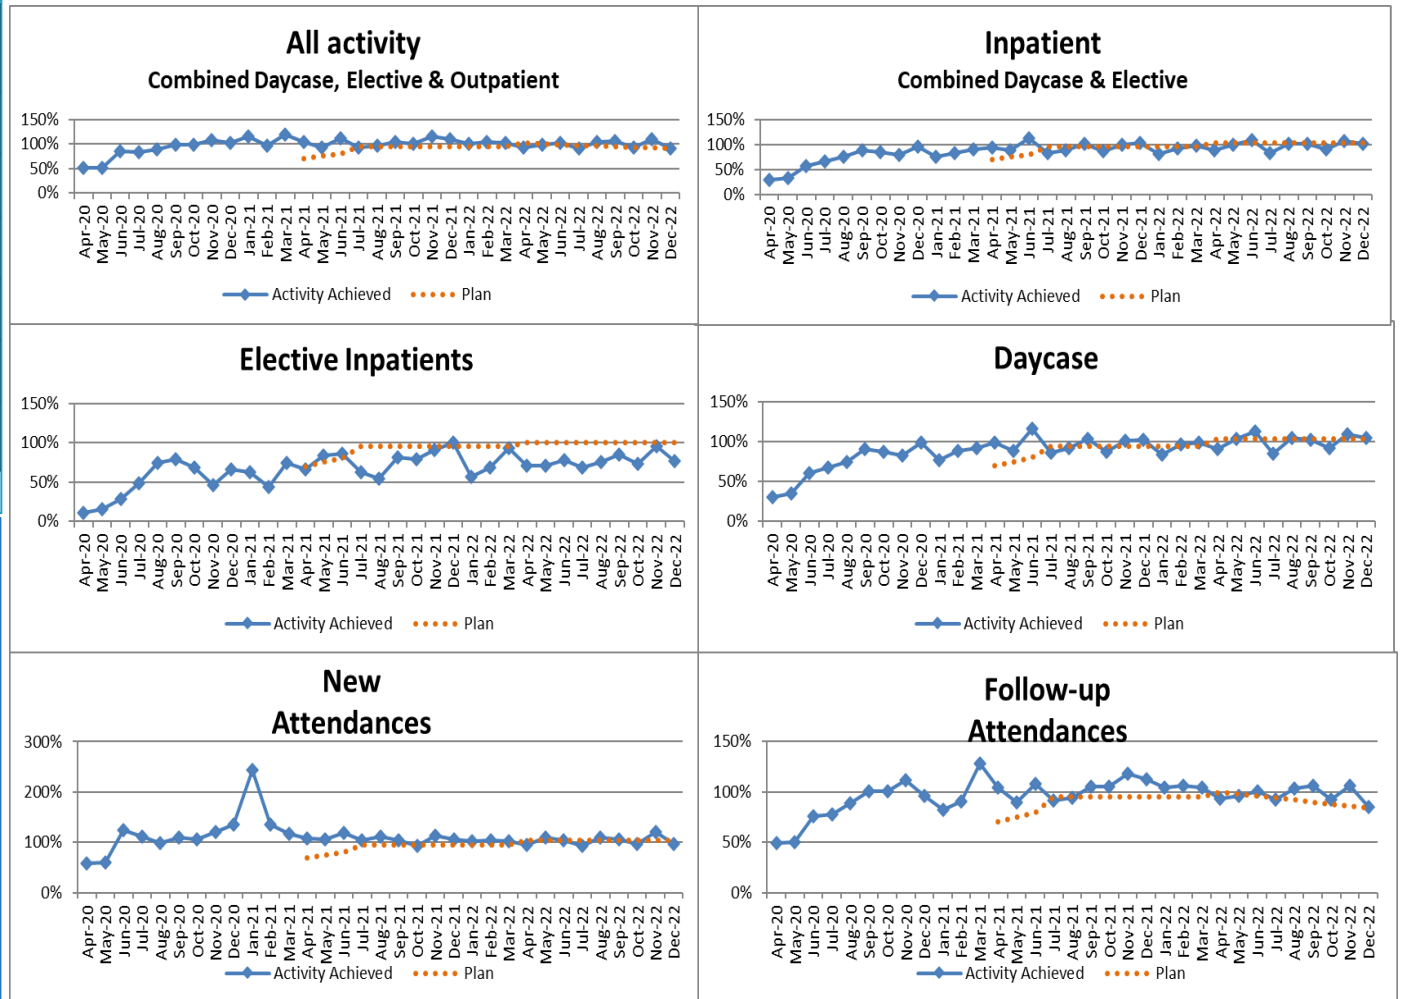 All activity
Combined Daycase, Elective & Outpatient
150%
100%
50%
0%
Apr-20 May-20 Jun-20 Jul-20 Aug-20 Sep-20 Oct-20 Nov-20 Dec-20 Jan-21 Feb-21 Mar-21 Apr-21 May-21 Jun-21 Jul-21 Aug-21 Sep-21 Oct-21 Nov-21 Dec-21 Jan-22 Feb-22 Mar-22 Apr-22 May-22 Jun-22 Jul-22 Aug-22 Sep-22 Oct-22 Nov-22 Dec-22
Activity Achieved Plan
Inpatient
Combined Daycase & Elective
150%
100%
50%
0%
Apr-20 May-20 Jun-20 Jul-20 Aug-20 Sep-20 Oct-20 Nov-20 Dec-20 Jan-21 Feb-21 Mar-21 Apr-21 May-21 Jun-21 Jul-21 Aug-21 Sep-21 Oct-21 Nov-21 Dec-21 Jan-22 Feb-22 Mar-22 Apr-22 May-22 Jun-22 Jul-22 Aug-22 Sep-22 Oct-22 Nov-22 Dec-22
Activity Achieved Plan
Elective Inpatients
150%
100%
50%
0%
Apr-20 May-20 Jun-20 Jul-20 Aug-20 Sep-20 Oct-20 Nov-20 Dec-20 Jan-21 Feb-21 Mar-21 Apr-21 May-21 Jun-21 Jul-21 Aug-21 Sep-21 Oct-21 Nov-21 Dec-21 Jan-22 Feb-22 Mar-22 Apr-22 May-22 Jun-22 Jul-22 Aug-22 Sep-22 Oct-22 Nov-22 Dec-22
Activity Achieved Plan
Daycase
150%
100%
50%
0%
Apr-20 May-20 Jun-20 Jul-20 Aug-20 Sep-20 Oct-20 Nov-20 Dec-20 Jan-21 Feb-21 Mar-21 Apr-21 May-21 Jun-21 Jul-21 Aug-21 Sep-21 Oct-21 Nov-21 Dec-21 Jan-22 Feb-22 Mar-22 Apr-22 May-22 Jun-22 Jul-22 Aug-22 Sep-22 Oct-22 Nov-22 Dec-22
Activity Achieved Plan
New
Attendances
300%
200%
100%
0%
Apr-20 May-20 Jun-20 Jul-20 Aug-20 Sep-20 Oct-20 Nov-20 Dec-20 Jan-21 Feb-21 Mar-21 Apr-21 May-21 Jun-21 Jul-21 Aug-21 Sep-21 Oct-21 Nov-21 Dec-21 Jan-22 Feb-22 Mar-22 Apr-22 May-22 Jun-22 Jul-22 Aug-22 Sep-22 Oct-22 Nov-22 Dec-22
Activity Achieved Plan
Follow-up
Attendances
150%
100%
50%
0%
Apr-20 May-20 Jun-20 Jul-20 Aug-20 Sep-20 Oct-20 Nov-20 Dec-20 Jan-21 Feb-21 Mar-21 Apr-21 May-21 Jun-21 Jul-21 Aug-21 Sep-21 Oct-21 Nov-21 Dec-21 Jan-22 Feb-22 Mar-22 Apr-22 May-22 Jun-22 Jul-22 Aug-22 Sep-22 Oct-22 Nov-22 Dec-22
Activity Achieved Plan